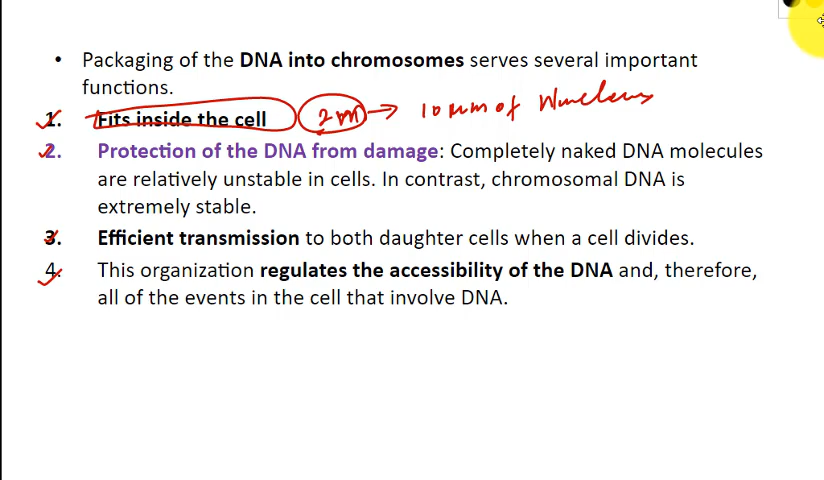 • Packaging of the DNA into chromosomes serves several important
functions.
1. Fits inside the cell 2m → 10 μm of Nucleus
2. Protection of the DNA from damage: Completely naked DNA molecules
are relatively unstable in cells. In contrast, chromosomal DNA is
extremely stable.
3. Efficient transmission to both daughter cells when a cell divides.
4. This organization regulates the accessibility of the DNA and, therefore,
all of the events in the cell that involve DNA.